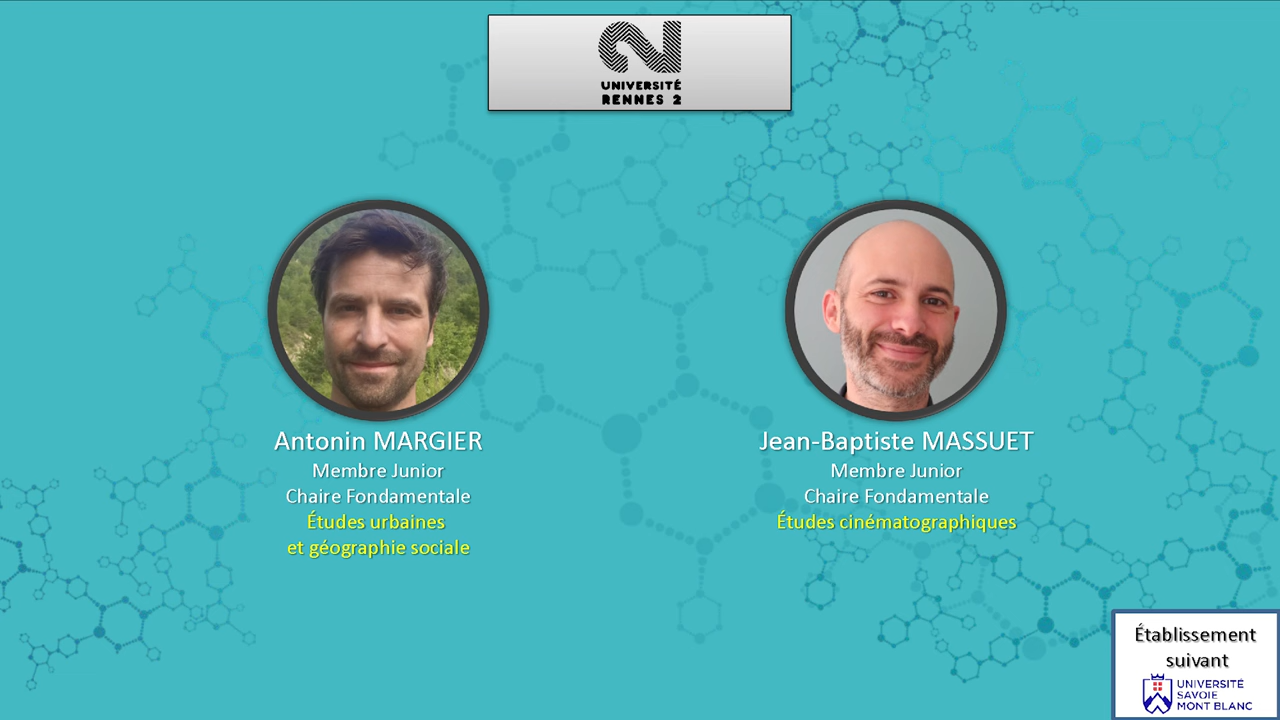 UNIVERSITÉ
RENNES 2
Antonin MARGIER
Membre Junior
Chaire Fondamentale
Études urbaines
et géographie sociale
Jean-Baptiste MASSUET
Membre Junior
Chaire Fondamentale
Études cinématographiques
Établissement
suivant
UNIVERSITÉ
SAVOIE
MONT BLANC